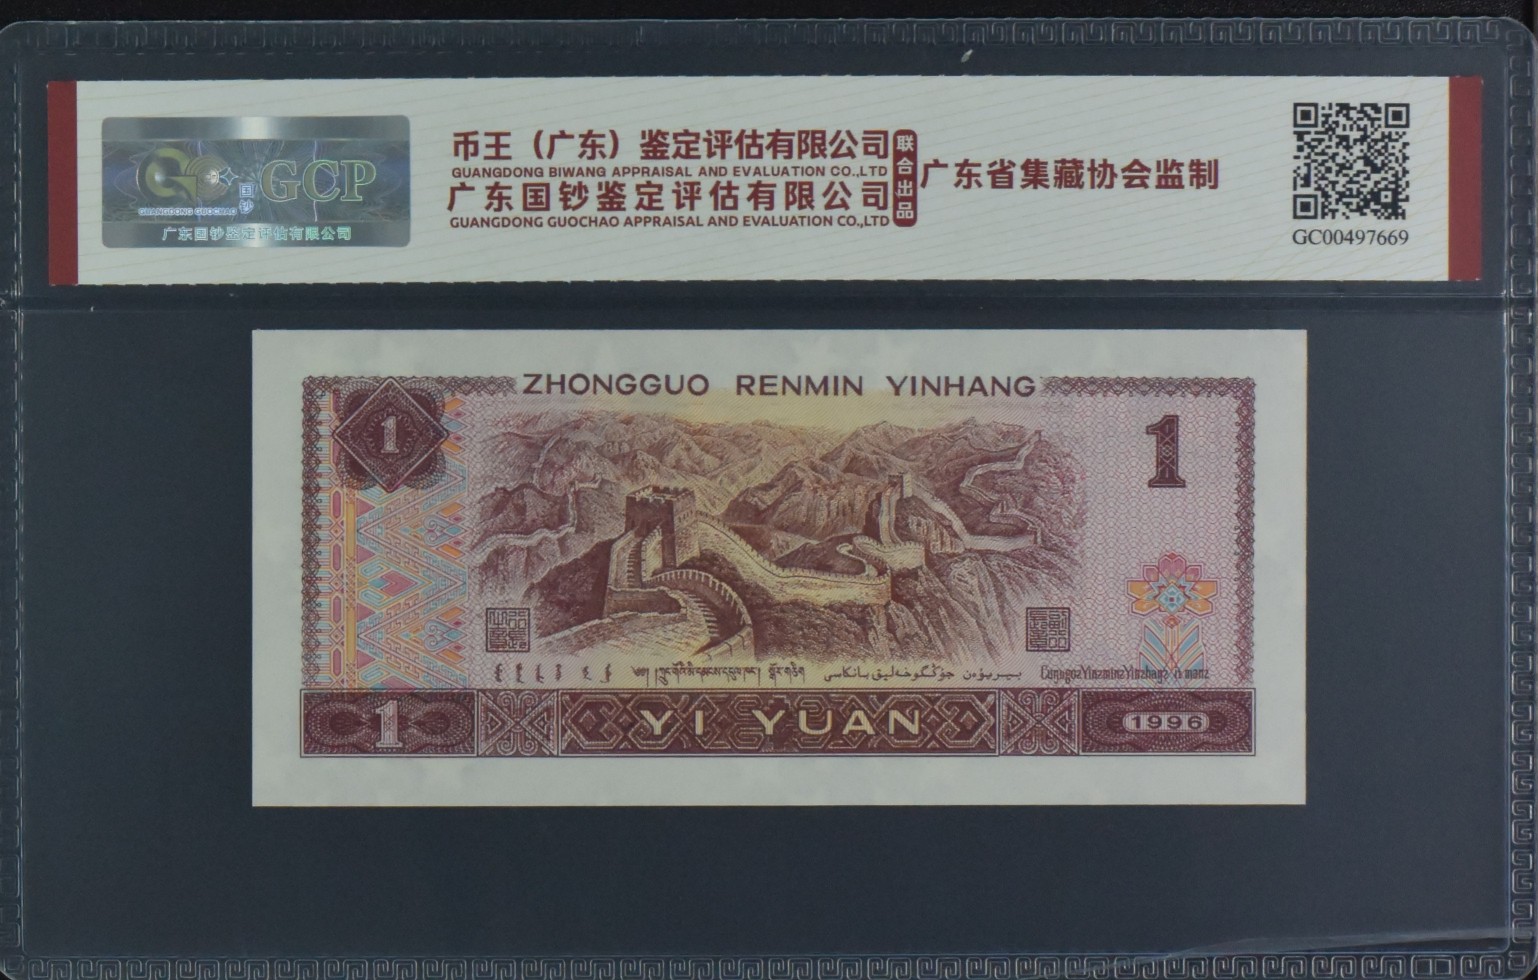 GCP
国钞
GUANGDONG GUOCHAO
广东国钞鉴定评估有限公司
币王（广东）鉴定评估有限公司
GUANGDONG BIWANG APPRAISAL AND EVALUATION CO.,LTD
广东国钞鉴定评估有限公司
GUANGDONG GUOCHAO APPRAISAL AND EVALUATION CO.,LTD
联合出品
广东省集藏协会监制
GC00497669
ZHONGGUO RENMIN YINHANG
1
1
1
YI YUAN
1996